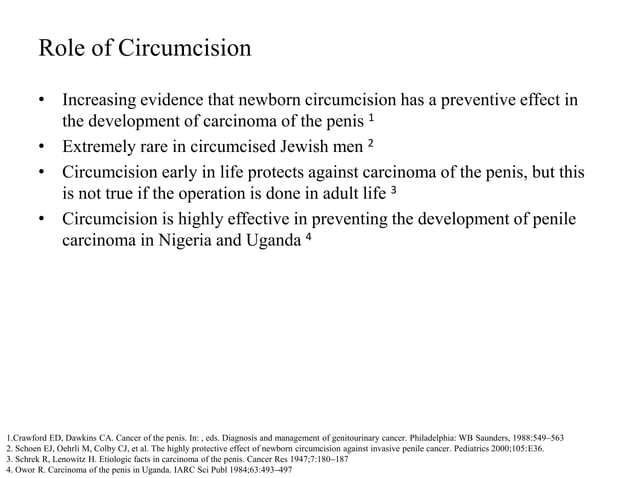 Role of Circumcision
• Increasing evidence that newborn circumcision has a preventive effect in
the development of carcinoma of the penis 1
• Extremely rare in circumcised Jewish men 2
• Circumcision early in life protects against carcinoma of the penis, but this
is not true if the operation is done in adult life 3
• Circumcision is highly effective in preventing the development of penile
carcinoma in Nigeria and Uganda 4
1.Crawford ED, Dawkins CA. Cancer of the penis. In: , eds. Diagnosis and management of genitourinary cancer. Philadelphia: WB Saunders, 1988:549–563
2. Schoen EJ, Oehrli M, Colby CJ, et al. The highly protective effect of newborn circumcision against invasive penile cancer. Pediatrics 2000;105:E36.
3. Schrek R, Lenowitz H. Etiologic facts in carcinoma of the penis. Cancer Res 1947;7:180–187
4. Owor R. Carcinoma of the penis in Uganda. IARC Sci Publ 1984;63:493–497